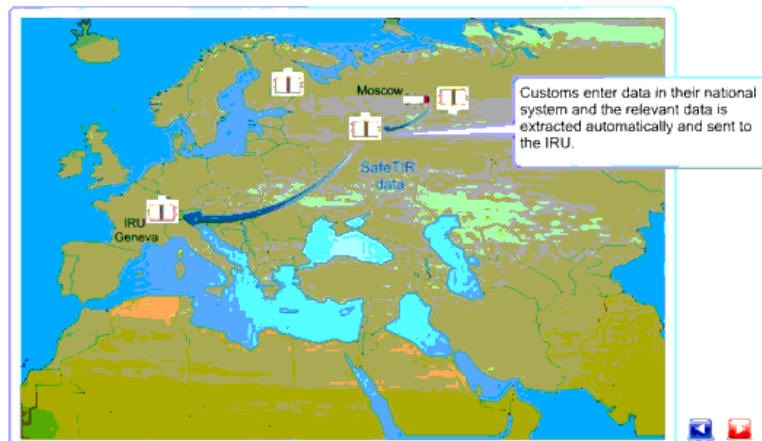 Moscow
Customs enter data in their national
system and the relevant data is
extracted automatically and sent to
the IRU.
SafeTIR
data
IRU
Geneva